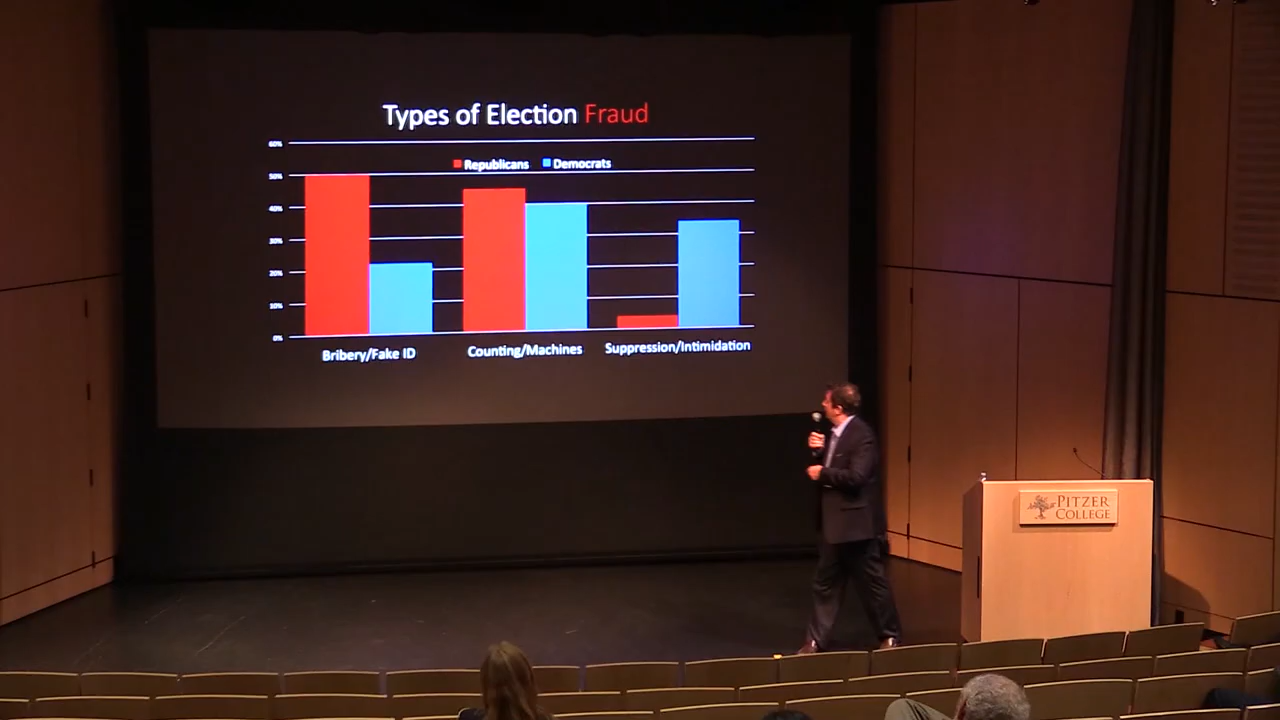 Types of Election Fraud
60%
Republicans Democrats
50%
40%
30%
20%
10%
0%
Bribery/Fake ID Counting/Machines Suppression/Intimidation
PITZER
COLLEGE